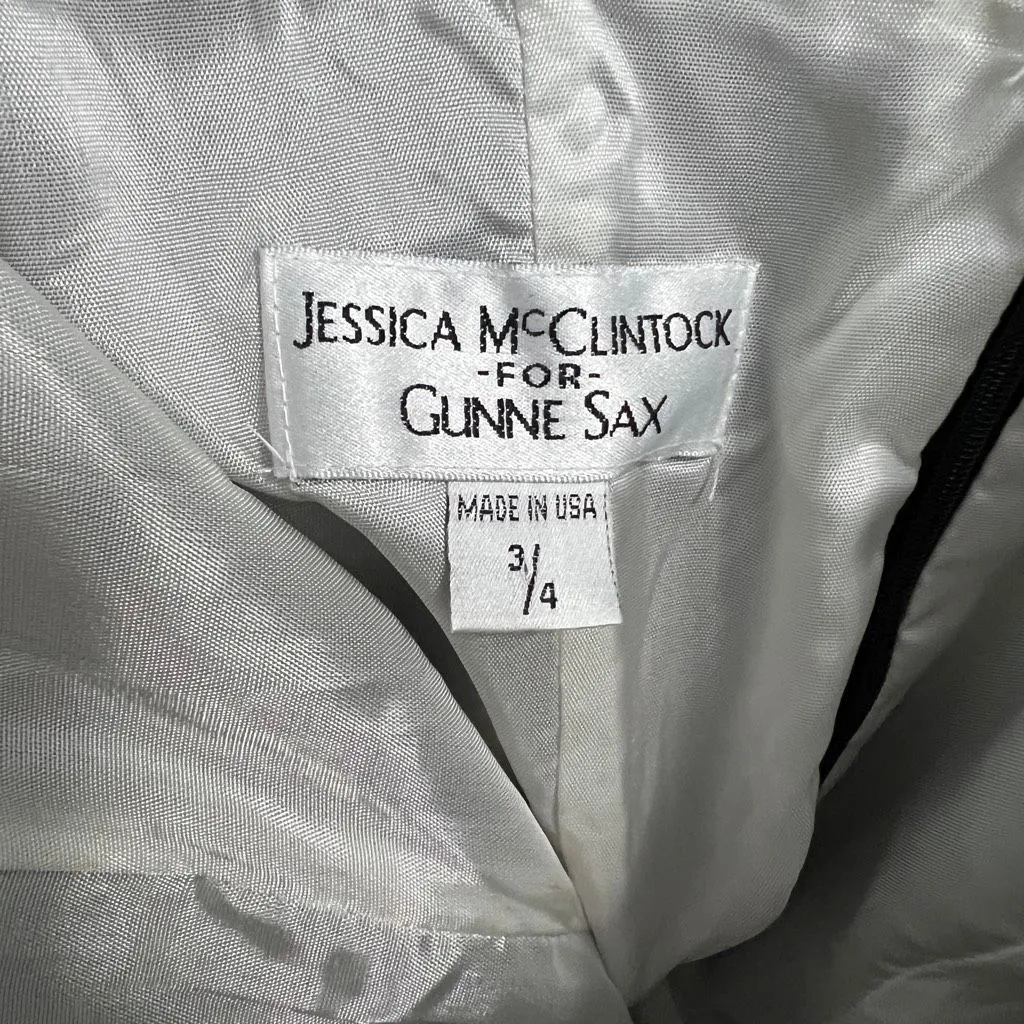 JESSICA MCCLINTOCK
-FOR-
GUNNE SAX
MADE IN USA
3/4